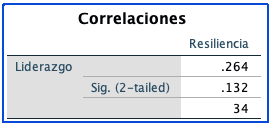 Correlaciones
Resiliencia
Liderazgo .264
Sig. (2-tailed) .132
34